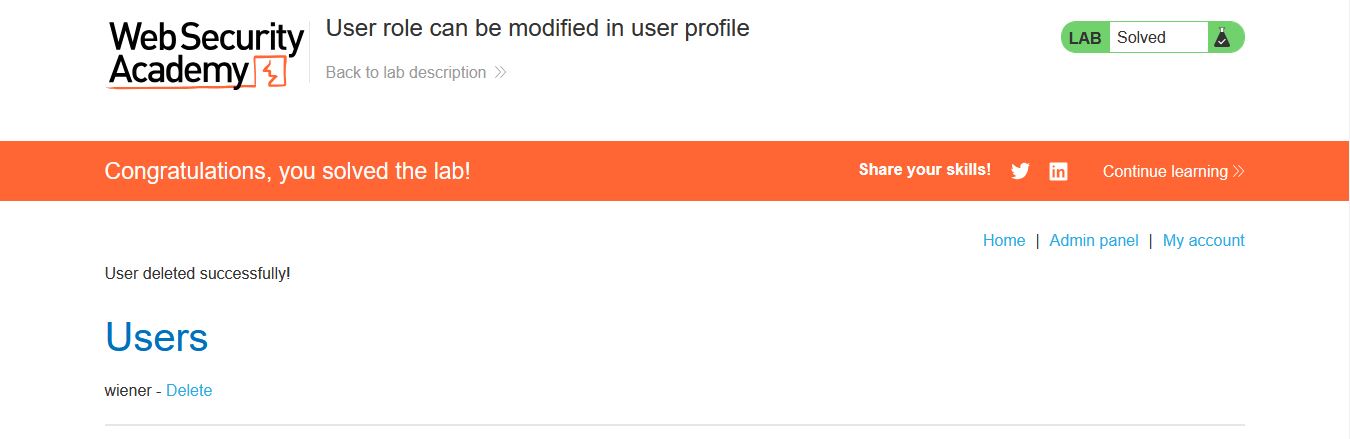 Web Security
Academy
User role can be modified in user profile
Back to lab description
LAB Solved
Congratulations, you solved the lab!
Share your skills!
Continue learning
Home | Admin panel | My account
User deleted successfully!
Users
wiener - Delete